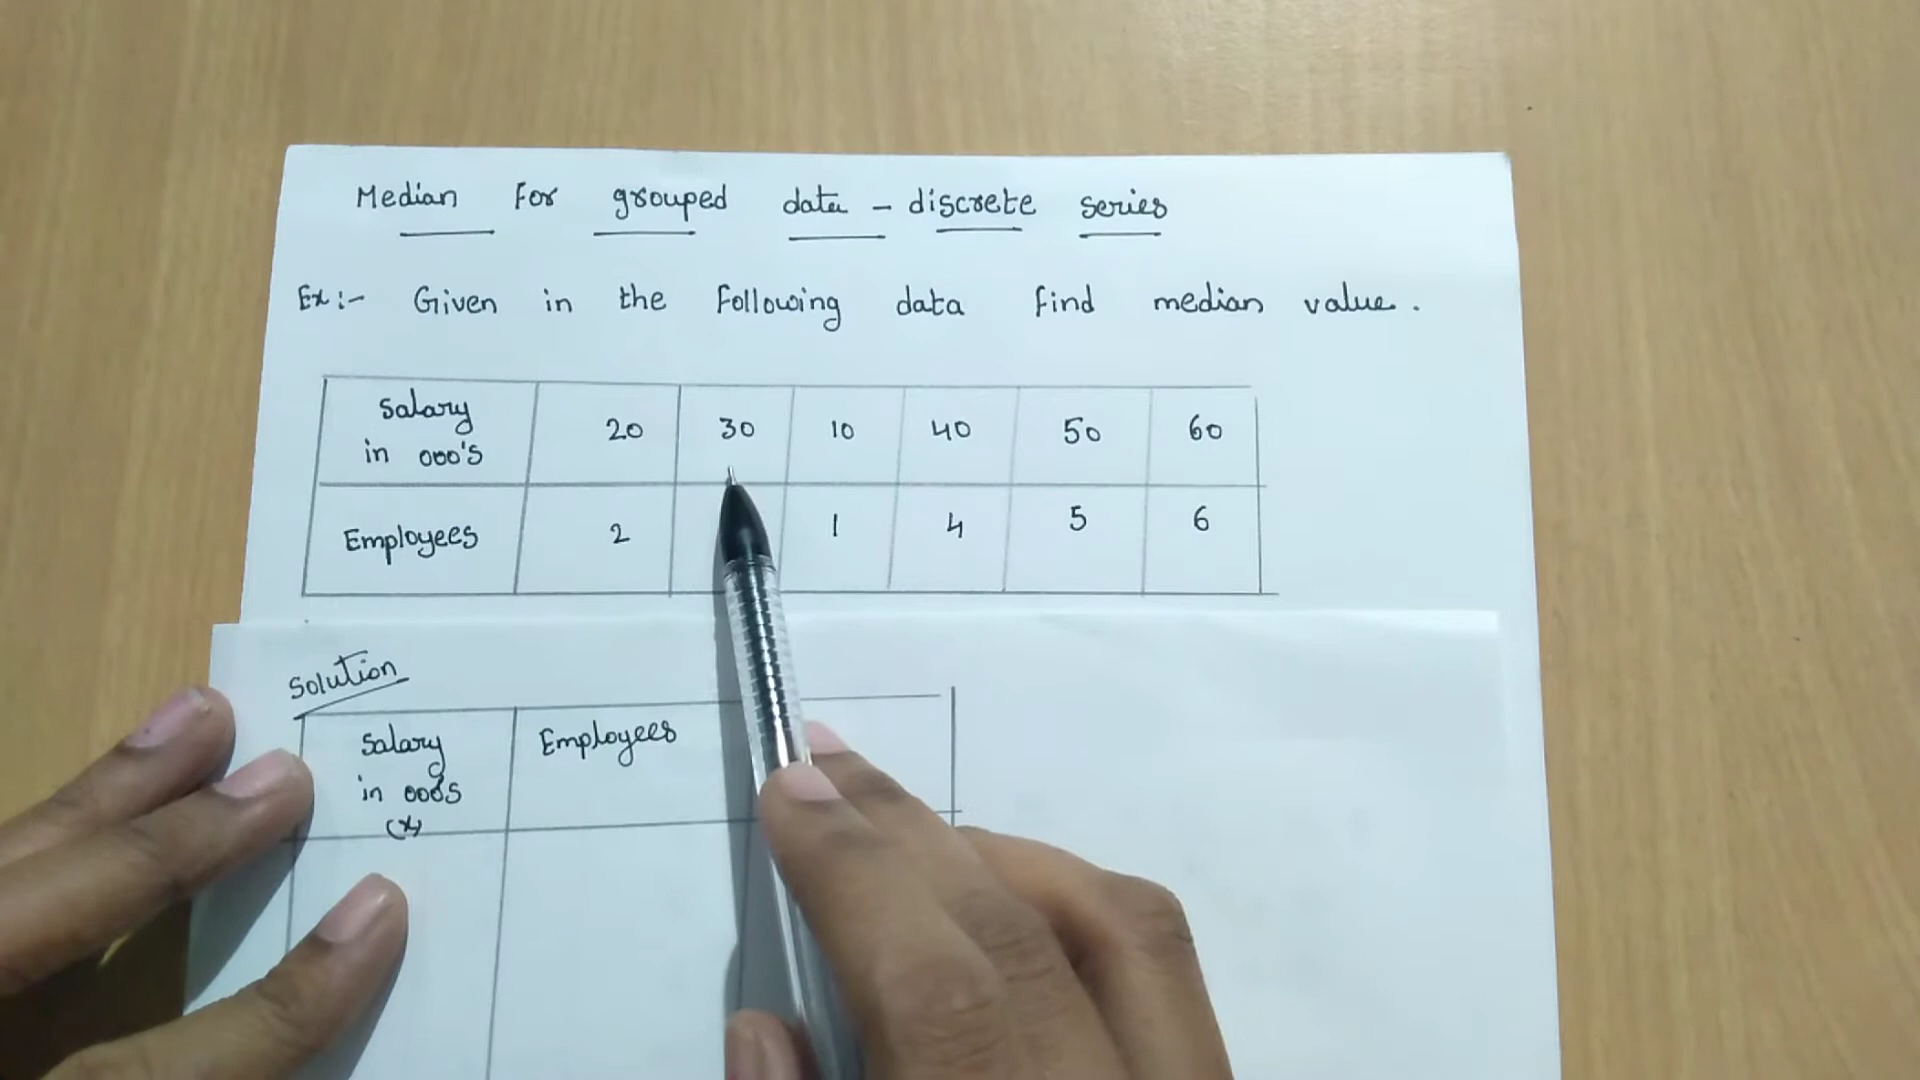 Median For grouped data - discrete series
Ex:- Given in the Following data Find median value.
Salary in 000's 20 30 10 40 50 60
Employees 2 1 4 5 6
Solution
Salary in 000's (x) Employees